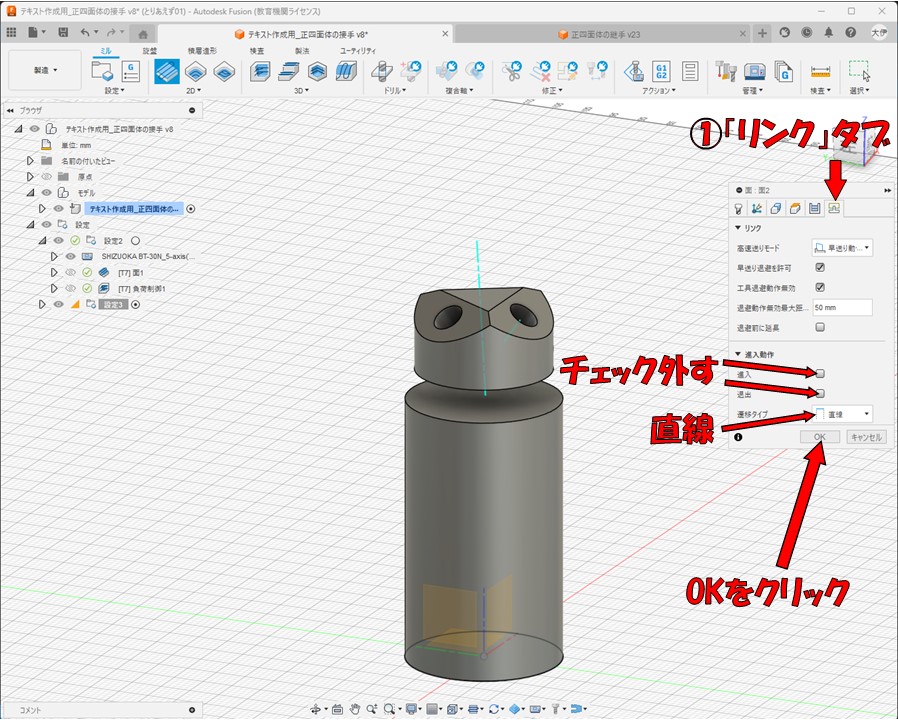 テキスト作成用_正四面体の接手 v8* (とりあえず01) - Autodesk Fusion (教育機関ライセンス)
テキスト作成用_正四面体の接手 v8*
正四面体の継手 v23
大伊
製造
ミル
旋盤
積層造形
検査
製法
ユーティリティ
設定
2D
3D
ドリル
複合軸
修正
アクション
管理
検査
選択
G1
G2
ブラウザ
テキスト作成用_正四面体の接手 v8
単位: mm
名前の付いたビュー
原点
モデル
テキスト作成用_正四面体の...
設定
設定2
SHIZUOKA BT-30N_5-axis(...
[T7] 面1
[T7] 負荷制御1
設定3
①「リンク」タブ
面 : 面2
リンク
高速送りモード
早送り動...
早送り退避を許可
工具退避動作無効
退避動作無効最大距...
50 mm
退避前に延長
進入動作
進入
退出
遷移タイプ
直線
OK
キャンセル
チェック外す
直線
OKをクリック
コメント